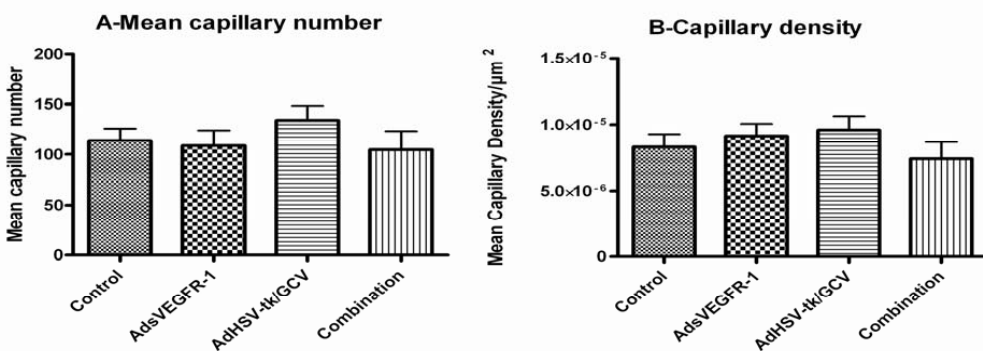 A-Mean capillary number
Mean capillary number
200
150
100
50
0
Control
AdsVEGFR-1
AdHSV-tk/GCV
Combination
B-Capillary density
Mean Capillary Density/µm²
1.5×10⁻⁵
1.0×10⁻⁵
5.0×10⁻⁶
0
Control
AdsVEGFR-1
AdHSV-tk/GCV
Combination